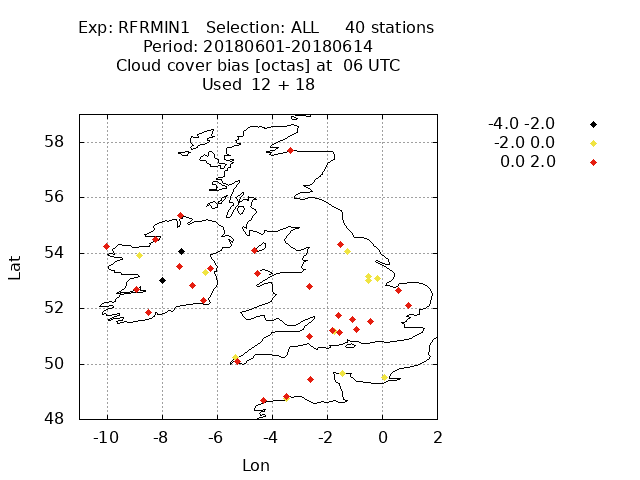 Exp: RFRMIN1   Selection: ALL     40 stations
Period: 20180601-20180614
Cloud cover bias [octas] at  06 UTC
Used  12 + 18
-4.0 -2.0
-2.0 0.0
0.0 2.0
58
56
54
52
50
48
Lat
-10 -8 -6 -4 -2 0 2
Lon